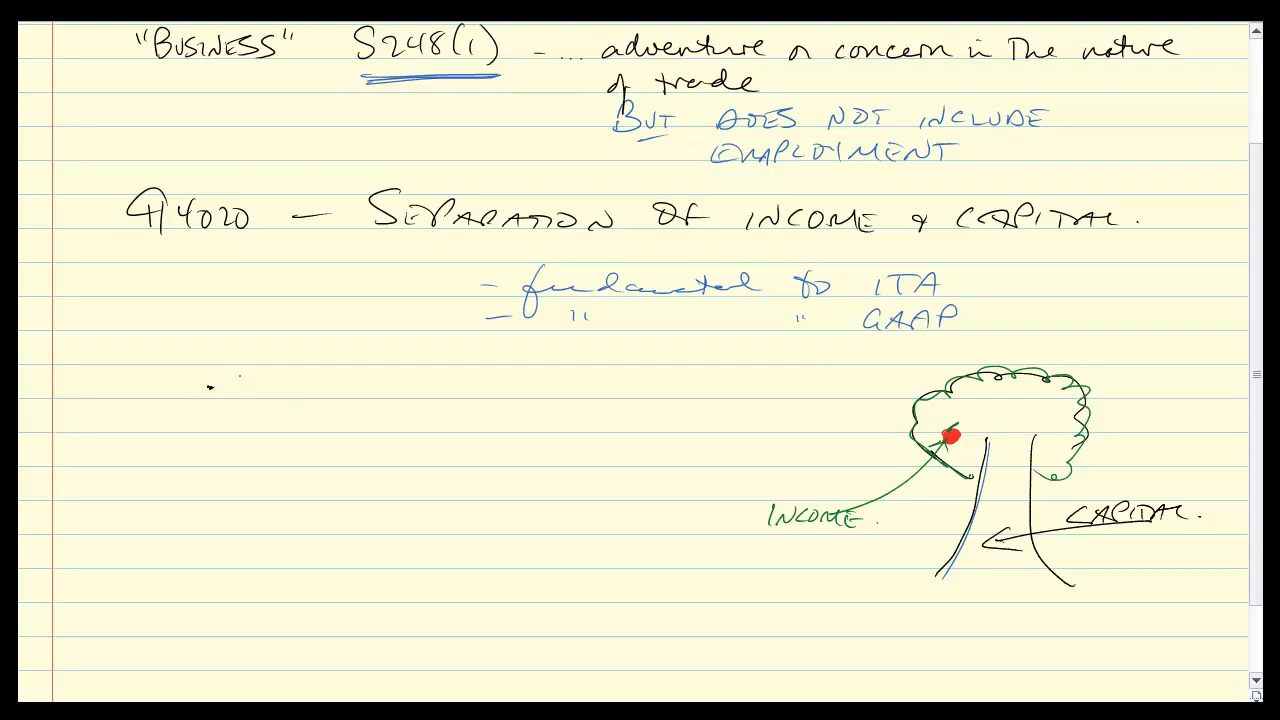 "BUSINESS" S248(1) - ... adventure or concern in the nature
of trade
BUT DOES NOT INCLUDE
EMPLOYMENT
¶4020 – SEPARATION OF INCOME & CAPITAL.
- fundamental to ITA
- " " GAAP
INCOME.
CAPITAL.